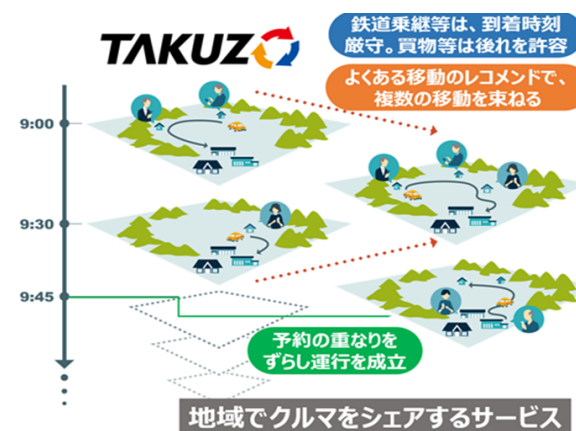 TAKUZO
鉄道乗継等は、到着時刻
厳守。買物等は後れを許容
よくある移動のレコメンドで、
複数の移動を束ねる
9:00
9:30
9:45
予約の重なりを
ずらし運行を成立
地域でクルマをシェアするサービス